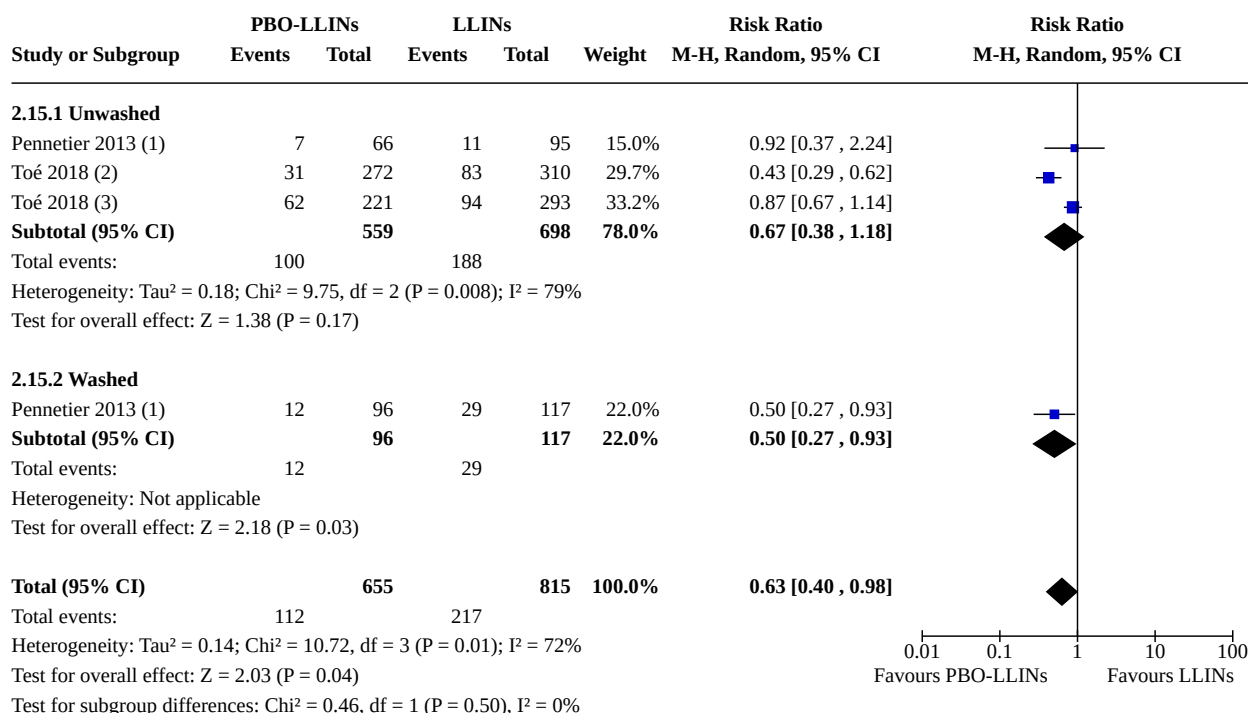 PBO-LLINs LLINs Risk Ratio Risk Ratio
Study or Subgroup Events Total Events Total Weight M-H, Random, 95% CI M-H, Random, 95% CI
2.15.1 Unwashed
Pennetier 2013 (1) 7 66 11 95 15.0% 0.92 [0.37 , 2.24]
Toé 2018 (2) 31 272 83 310 29.7% 0.43 [0.29 , 0.62]
Toé 2018 (3) 62 221 94 293 33.2% 0.87 [0.67 , 1.14]
Subtotal (95% CI) 559 698 78.0% 0.67 [0.38 , 1.18]
Total events: 100 188
Heterogeneity: Tau² = 0.18; Chi² = 9.75, df = 2 (P = 0.008); I² = 79%
Test for overall effect: Z = 1.38 (P = 0.17)
2.15.2 Washed
Pennetier 2013 (1) 12 96 29 117 22.0% 0.50 [0.27 , 0.93]
Subtotal (95% CI) 96 117 22.0% 0.50 [0.27 , 0.93]
Total events: 12 29
Heterogeneity: Not applicable
Test for overall effect: Z = 2.18 (P = 0.03)
Total (95% CI) 655 815 100.0% 0.63 [0.40 , 0.98]
Total events: 112 217
Heterogeneity: Tau² = 0.14; Chi² = 10.72, df = 3 (P = 0.01); I² = 72%
0.01 0.1 1 10 100
Test for overall effect: Z = 2.03 (P = 0.04) Favours PBO-LLINs Favours LLINs
Test for subgroup differences: Chi² = 0.46, df = 1 (P = 0.50), I² = 0%